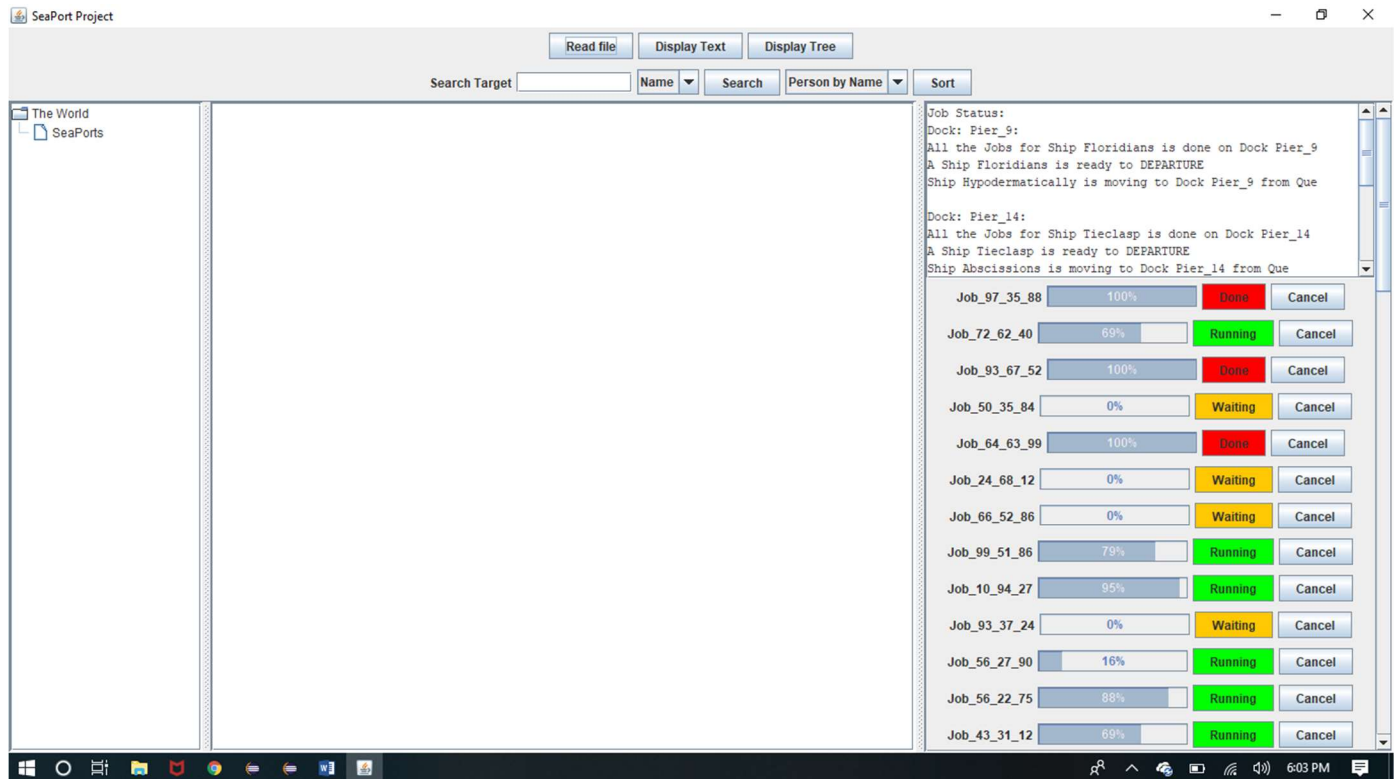 SeaPort Project
Read file Display Text Display Tree
Search Target Name Search Person by Name Sort
The World
SeaPorts
Job Status:
Dock: Pier_9:
All the Jobs for Ship Floridians is done on Dock Pier_9
A Ship Floridians is ready to DEPARTURE
Ship Hypodermatically is moving to Dock Pier_9 from Que
Dock: Pier_14:
All the Jobs for Ship Tieclasp is done on Dock Pier_14
A Ship Tieclasp is ready to DEPARTURE
Ship Abscissions is moving to Dock Pier_14 from Que
Job_97_35_88 100% Done Cancel
Job_72_62_40 69% Running Cancel
Job_93_67_52 100% Done Cancel
Job_50_35_84 0% Waiting Cancel
Job_64_63_99 100% Done Cancel
Job_24_68_12 0% Waiting Cancel
Job_66_52_86 0% Waiting Cancel
Job_99_51_86 79% Running Cancel
Job_10_94_27 95% Running Cancel
Job_93_37_24 0% Waiting Cancel
Job_56_27_90 16% Running Cancel
Job_56_22_75 88% Running Cancel
Job_43_31_12 69% Running Cancel
6:03 PM